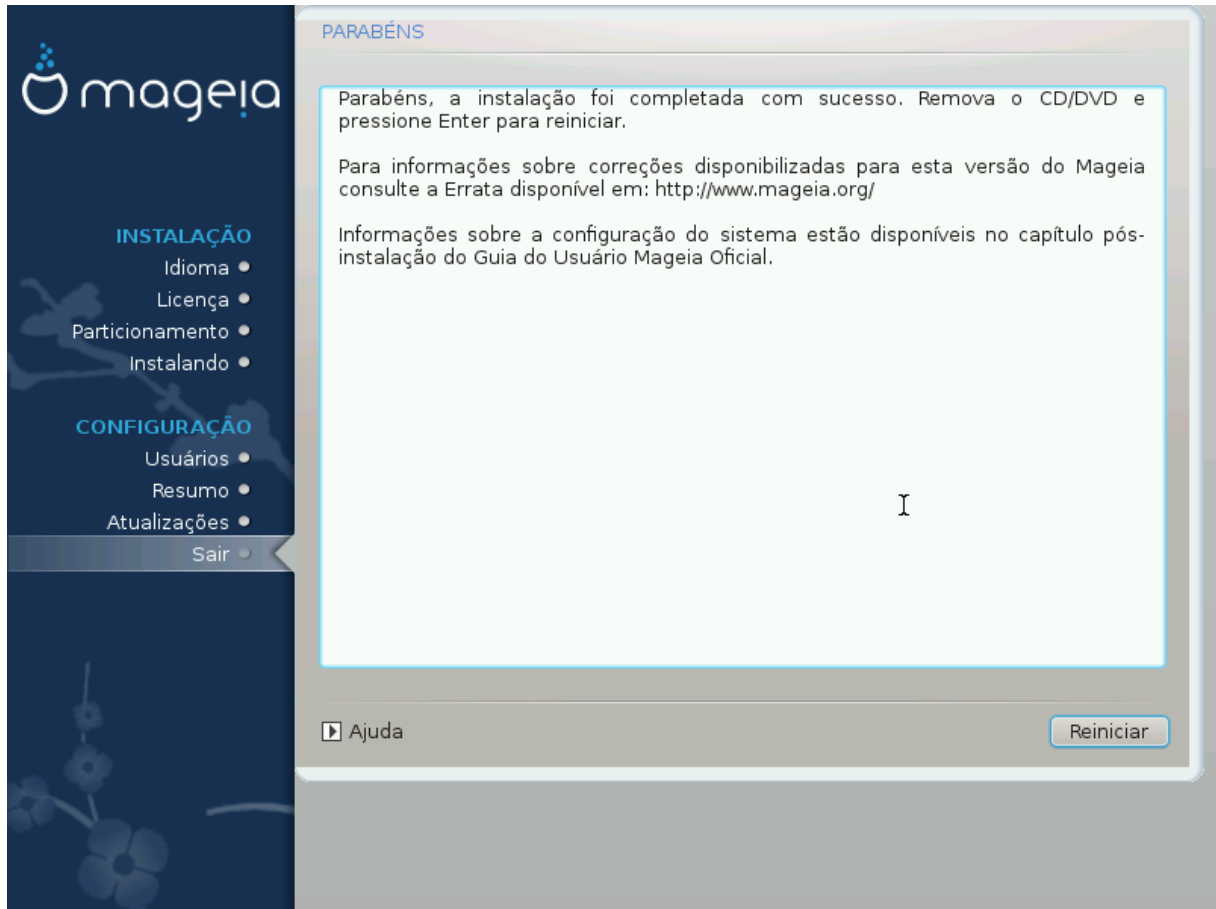 mageia
INSTALAÇÃO
Idioma
Licença
Particionamento
Instalando
CONFIGURAÇÃO
Usuários
Resumo
Atualizações
Sair
PARABÉNS
Parabéns, a instalação foi completada com sucesso. Remova o CD/DVD e
pressione Enter para reiniciar.
Para informações sobre correções disponibilizadas para esta versão do Mageia
consulte a Errata disponível em: http://www.mageia.org/
Informações sobre a configuração do sistema estão disponíveis no capítulo pós-
instalação do Guia do Usuário Mageia Oficial.
Ajuda
Reiniciar